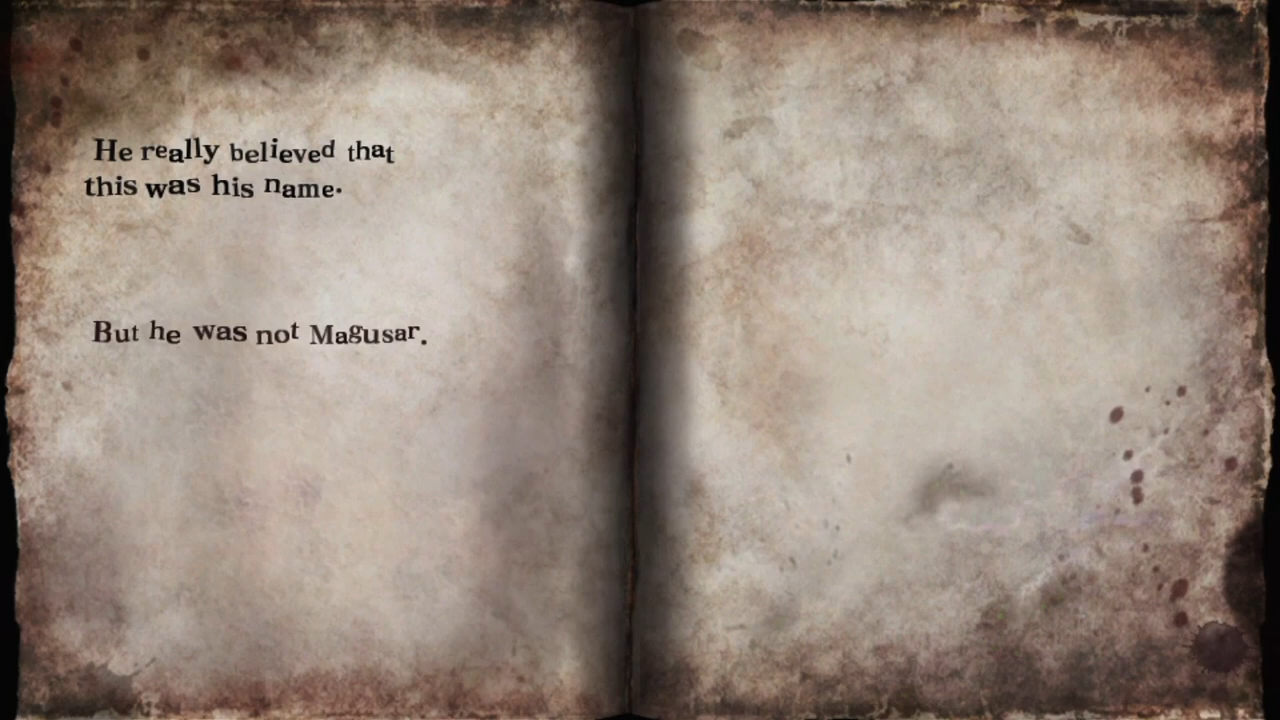 He really believed that
this was his name.
But he was not Magusar.